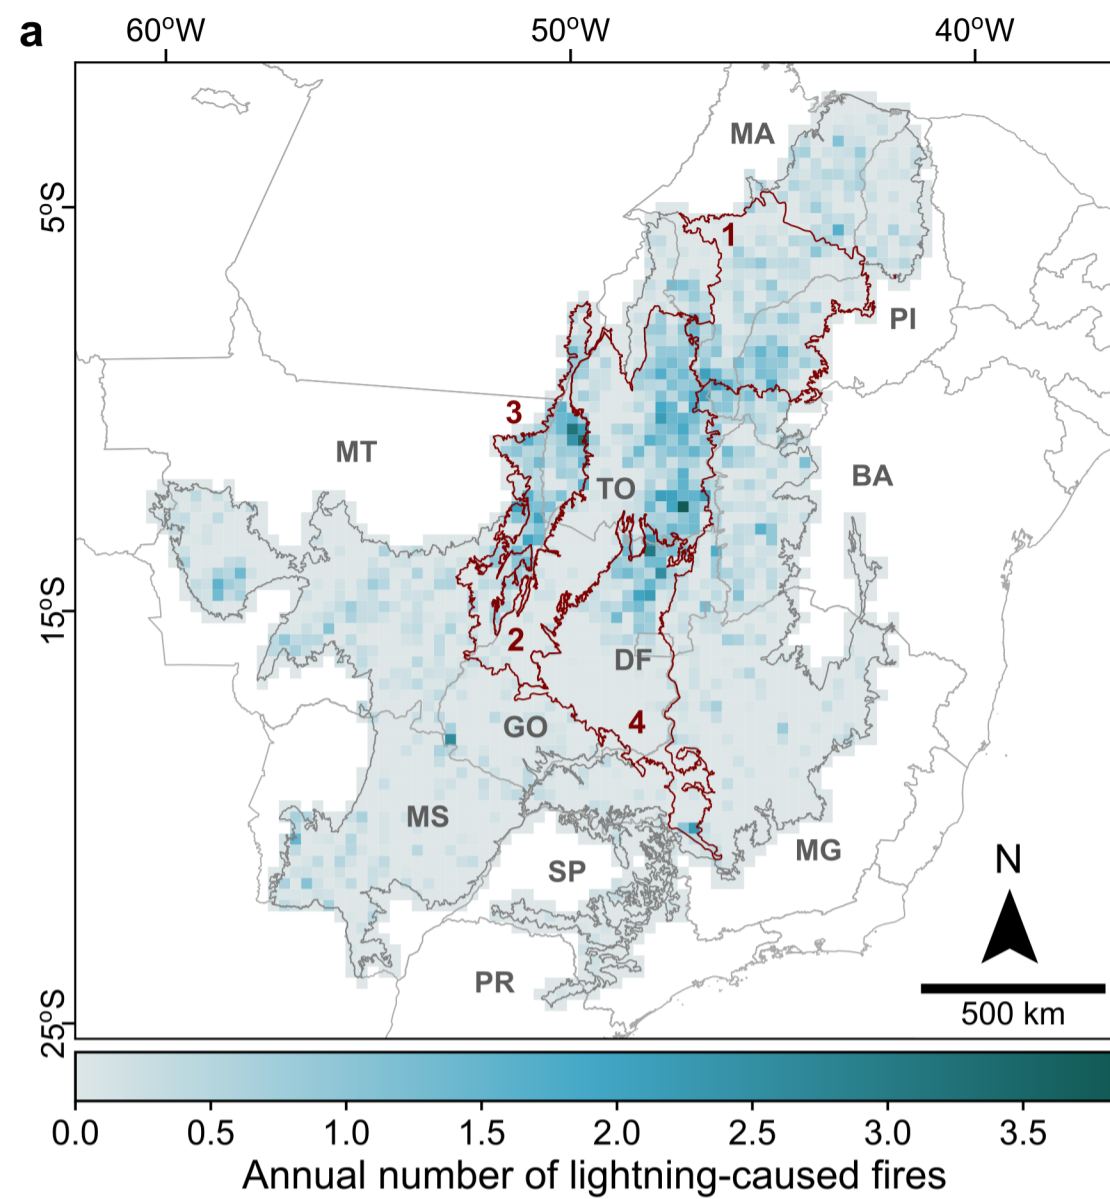 a
60°W 50°W 40°W
MA
5°S
1
PI
3
MT
TO
BA
15°S
2
DF
4
GO
MS
MG
SP
N
PR
500 km
25°S
0.0 0.5 1.0 1.5 2.0 2.5 3.0 3.5
Annual number of lightning-caused fires